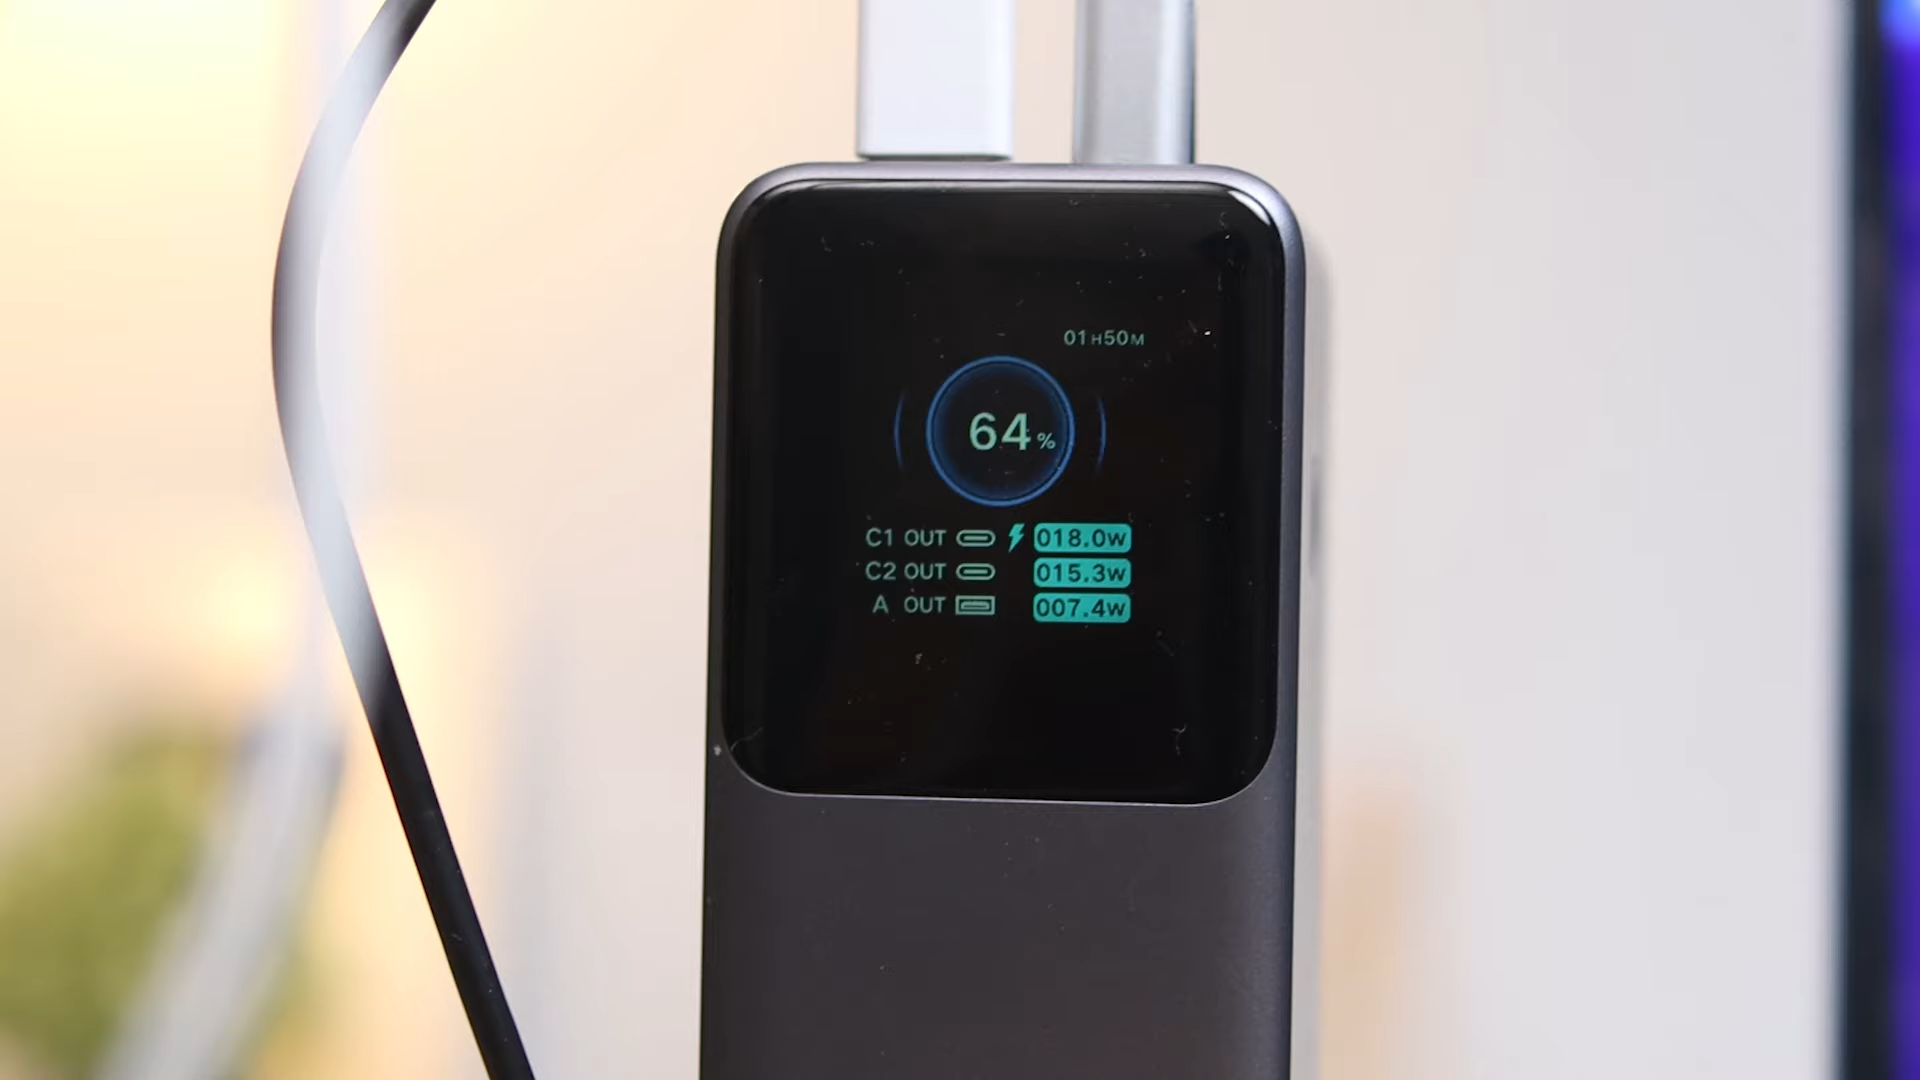 01H50M
64%
C1 OUT 018.0W
C2 OUT 015.3W
A OUT 007.4W